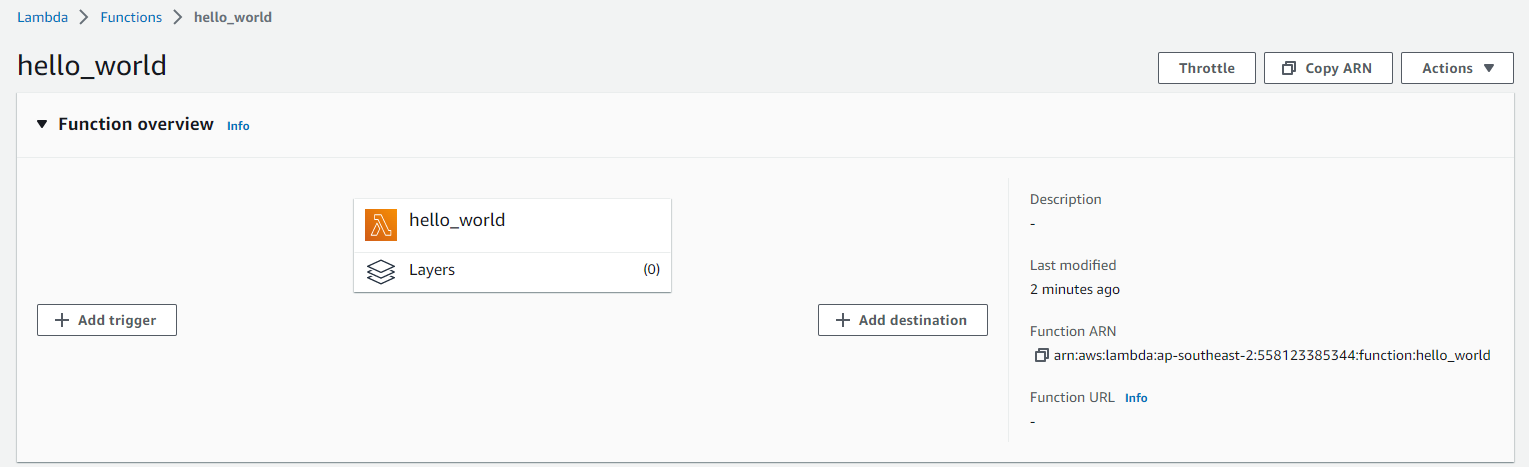 Lambda > Functions > hello_world
hello_world
Throttle
Copy ARN
Actions
Function overview Info
hello_world
Layers (0)
Add trigger
Add destination
Description
-
Last modified
2 minutes ago
Function ARN
arn:aws:lambda:ap-southeast-2:558123385344:function:hello_world
Function URL Info
-